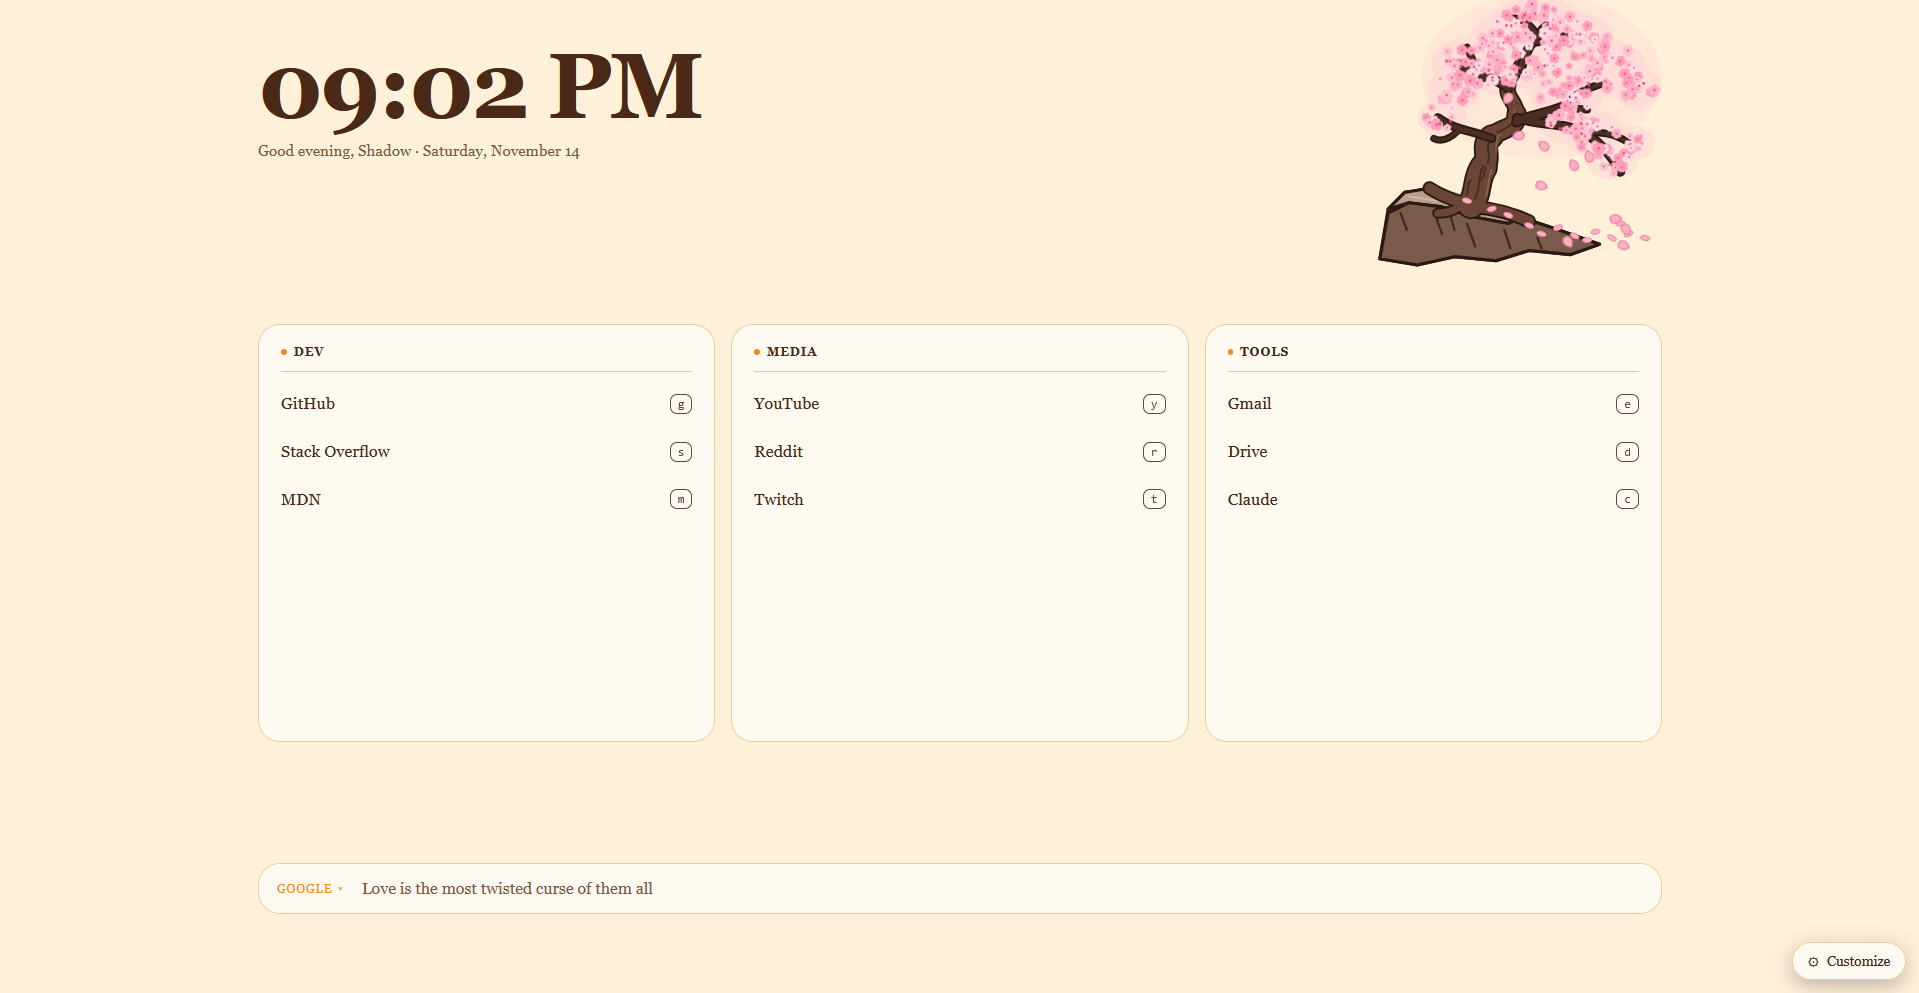 09:02 PM
Good evening, Shadow · Saturday, November 14
DEV
GitHub g
Stack Overflow s
MDN m
MEDIA
YouTube y
Reddit r
Twitch t
TOOLS
Gmail e
Drive d
Claude c
GOOGLE ▾ Love is the most twisted curse of them all
⚙ Customize